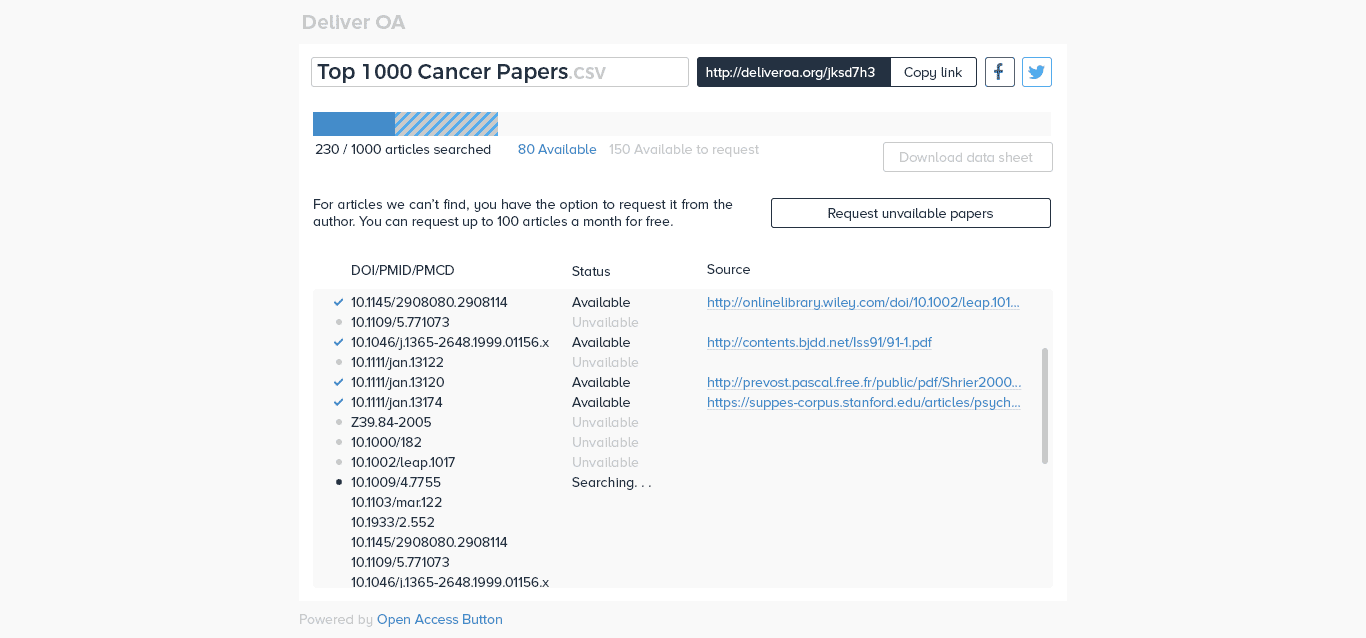 Deliver OA
Top 1000 Cancer Papers.csv
http://deliveroa.org/jksd7h3
Copy link
230 / 1000 articles searched
80 Available
150 Available to request
Download data sheet
For articles we can't find, you have the option to request it from the
author. You can request up to 100 articles a month for free.
Request unvailable papers
DOI/PMID/PMCD Status Source
10.1145/2908080.2908114 Available http://onlinelibrary.wiley.com/doi/10.1002/leap.101...
10.1109/5.771073 Unvailable
10.1046/j.1365-2648.1999.01156.x Available http://contents.bjdd.net/Iss91/91-1.pdf
10.1111/jan.13122 Unvailable
10.1111/jan.13120 Available http://prevost.pascal.free.fr/public/pdf/Shrier2000...
10.1111/jan.13174 Available https://suppes-corpus.stanford.edu/articles/psych...
Z39.84-2005 Unvailable
10.1000/182 Unvailable
10.1002/leap.1017 Unvailable
10.1009/4.7755 Searching. . .
10.1103/mar.122
10.1933/2.552
10.1145/2908080.2908114
10.1109/5.771073
10.1046/j.1365-2648.1999.01156.x
Powered by Open Access Button